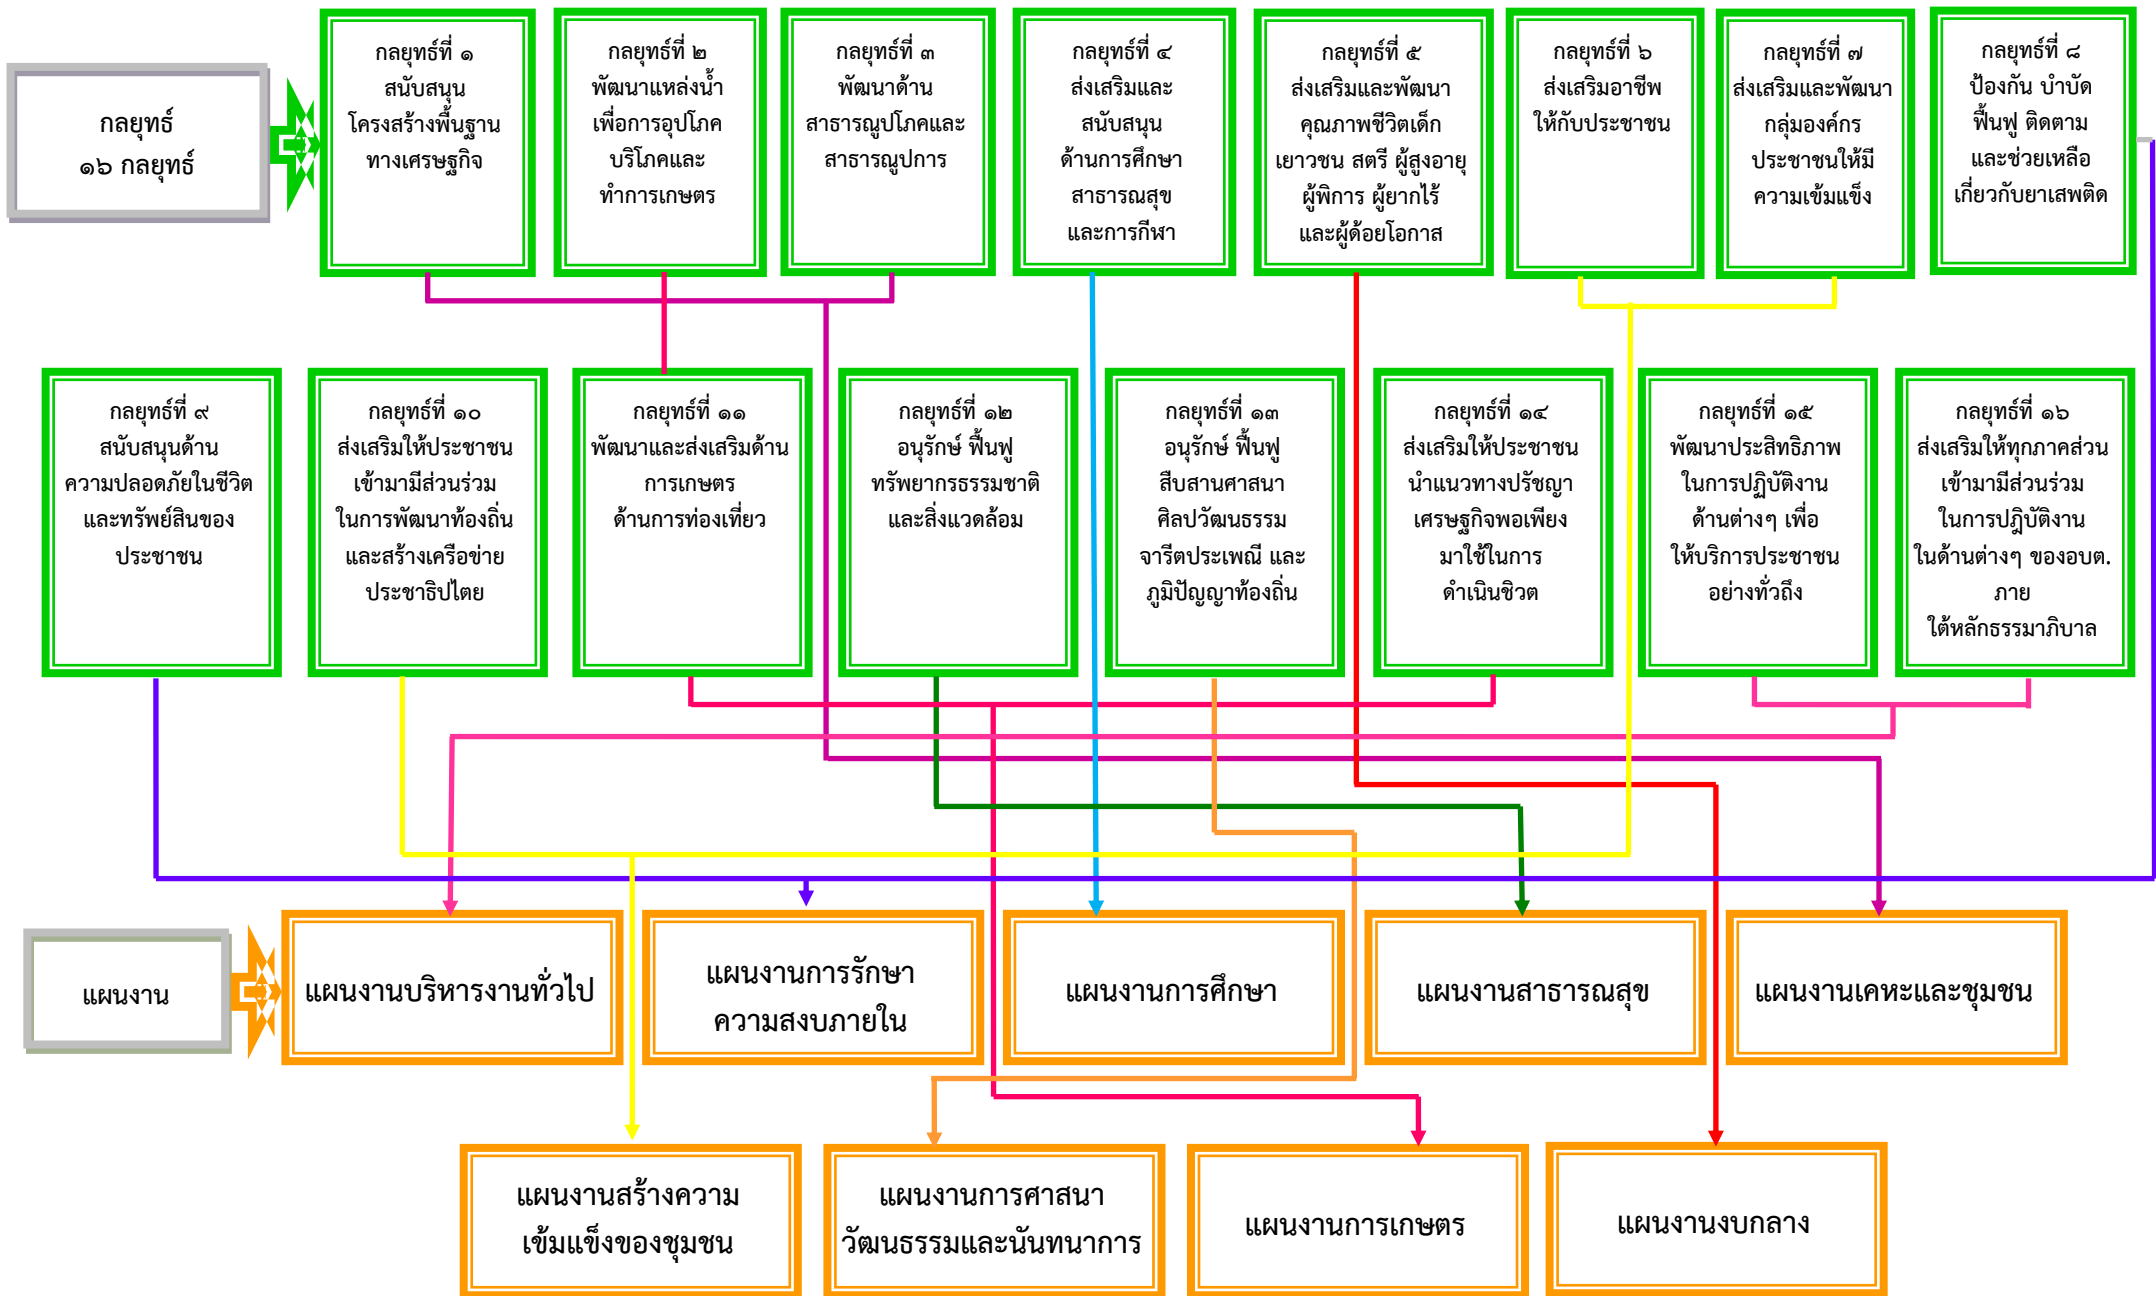 กลยุทธ์
๑๖ กลยุทธ์
กลยุทธ์ที่ ๑
สนับสนุน
โครงสร้างพื้นฐาน
ทางเศรษฐกิจ
กลยุทธ์ที่ ๒
พัฒนาแหล่งน้ำ
เพื่อการอุปโภค
บริโภคและ
ทำการเกษตร
กลยุทธ์ที่ ๓
พัฒนาด้าน
สาธารณูปโภคและ
สาธารณูปการ
กลยุทธ์ที่ ๔
ส่งเสริมและ
สนับสนุน
ด้านการศึกษา
สาธารณสุข
และการกีฬา
กลยุทธ์ที่ ๕
ส่งเสริมและพัฒนา
คุณภาพชีวิตเด็ก
เยาวชน สตรี ผู้สูงอายุ
ผู้พิการ ผู้ยากไร้
และผู้ด้อยโอกาส
กลยุทธ์ที่ ๖
ส่งเสริมอาชีพ
ให้กับประชาชน
กลยุทธ์ที่ ๗
ส่งเสริมและพัฒนา
กลุ่มองค์กร
ประชาชนให้มี
ความเข้มแข็ง
กลยุทธ์ที่ ๘
ป้องกัน บำบัด
ฟื้นฟู ติดตาม
และช่วยเหลือ
เกี่ยวกับยาเสพติด
กลยุทธ์ที่ ๙
สนับสนุนด้าน
ความปลอดภัยในชีวิต
และทรัพย์สินของ
ประชาชน
กลยุทธ์ที่ ๑๐
ส่งเสริมให้ประชาชน
เข้ามามีส่วนร่วม
ในการพัฒนาท้องถิ่น
และสร้างเครือข่าย
ประชาธิปไตย
กลยุทธ์ที่ ๑๑
พัฒนาและส่งเสริมด้าน
การเกษตร
ด้านการท่องเที่ยว
กลยุทธ์ที่ ๑๒
อนุรักษ์ ฟื้นฟู
ทรัพยากรธรรมชาติ
และสิ่งแวดล้อม
กลยุทธ์ที่ ๑๓
อนุรักษ์ ฟื้นฟู
สืบสานศาสนา
ศิลปวัฒนธรรม
จารีตประเพณี และ
ภูมิปัญญาท้องถิ่น
กลยุทธ์ที่ ๑๔
ส่งเสริมให้ประชาชน
นำแนวทางปรัชญา
เศรษฐกิจพอเพียง
มาใช้ในการ
ดำเนินชิวต
กลยุทธ์ที่ ๑๕
พัฒนาประสิทธิภาพ
ในการปฏิบัติงาน
ด้านต่างๆ เพื่อ
ให้บริการประชาชน
อย่างทั่วถึง
กลยุทธ์ที่ ๑๖
ส่งเสริมให้ทุกภาคส่วน
เข้ามามีส่วนร่วม
ในการปฎิบัติงาน
ในด้านต่างๆ ของอบต.
ภาย
ใต้หลักธรรมาภิบาล
แผนงาน
แผนงานบริหารงานทั่วไป
แผนงานการรักษา
ความสงบภายใน
แผนงานการศึกษา
แผนงานสาธารณสุข
แผนงานเคหะและชุมชน
แผนงานสร้างความ
เข้มแข็งของชุมชน
แผนงานการศาสนา
วัฒนธรรมและนันทนาการ
แผนงานการเกษตร
แผนงานงบกลาง